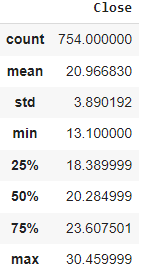 Close
count 754.000000
mean 20.966830
std 3.890192
min 13.100000
25% 18.389999
50% 20.284999
75% 23.607501
max 30.459999